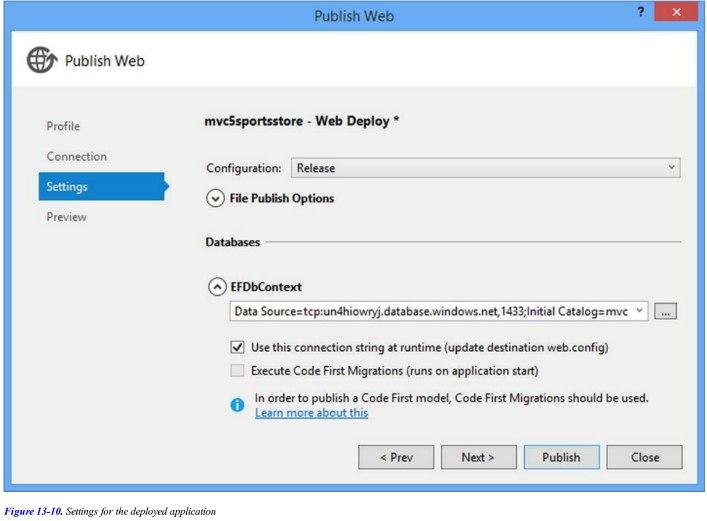 Publish Web
?
×
Publish Web
Profile
Connection
Settings
Preview
mvc5sportsstore - Web Deploy *
Configuration: Release
File Publish Options
Databases
EFDbContext
Data Source=tcp:un4hiowryj.database.windows.net,1433;Initial Catalog=mvc
...
Use this connection string at runtime (update destination web.config)
Execute Code First Migrations (runs on application start)
In order to publish a Code First model, Code First Migrations should be used.
Learn more about this
< Prev
Next >
Publish
Close
Figure 13-10. Settings for the deployed application